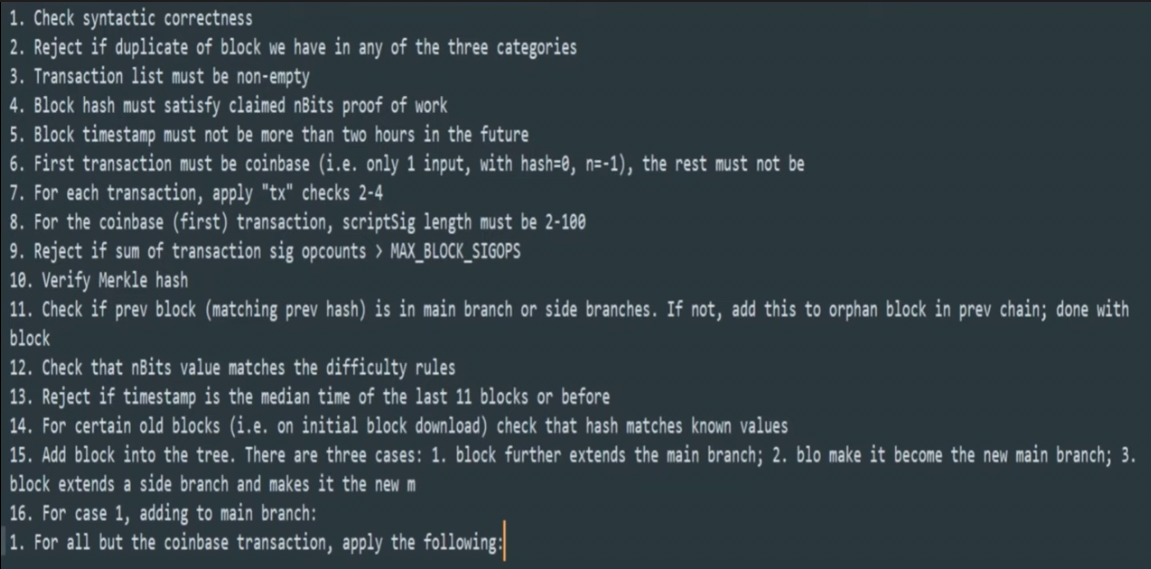 1. Check syntactic correctness
2. Reject if duplicate of block we have in any of the three categories
3. Transaction list must be non-empty
4. Block hash must satisfy claimed nBits proof of work
5. Block timestamp must not be more than two hours in the future
6. First transaction must be coinbase (i.e. only 1 input, with hash=0, n=-1), the rest must not be
7. For each transaction, apply "tx" checks 2-4
8. For the coinbase (first) transaction, scriptSig length must be 2-100
9. Reject if sum of transaction sig opcounts > MAX_BLOCK_SIGOPS
10. Verify Merkle hash
11. Check if prev block (matching prev hash) is in main branch or side branches. If not, add this to orphan block in prev chain; done with
block
12. Check that nBits value matches the difficulty rules
13. Reject if timestamp is the median time of the last 11 blocks or before
14. For certain old blocks (i.e. on initial block download) check that hash matches known values
15. Add block into the tree. There are three cases: 1. block further extends the main branch; 2. blo make it become the new main branch; 3.
block extends a side branch and makes it the new m
16. For case 1, adding to main branch:
1. For all but the coinbase transaction, apply the following: